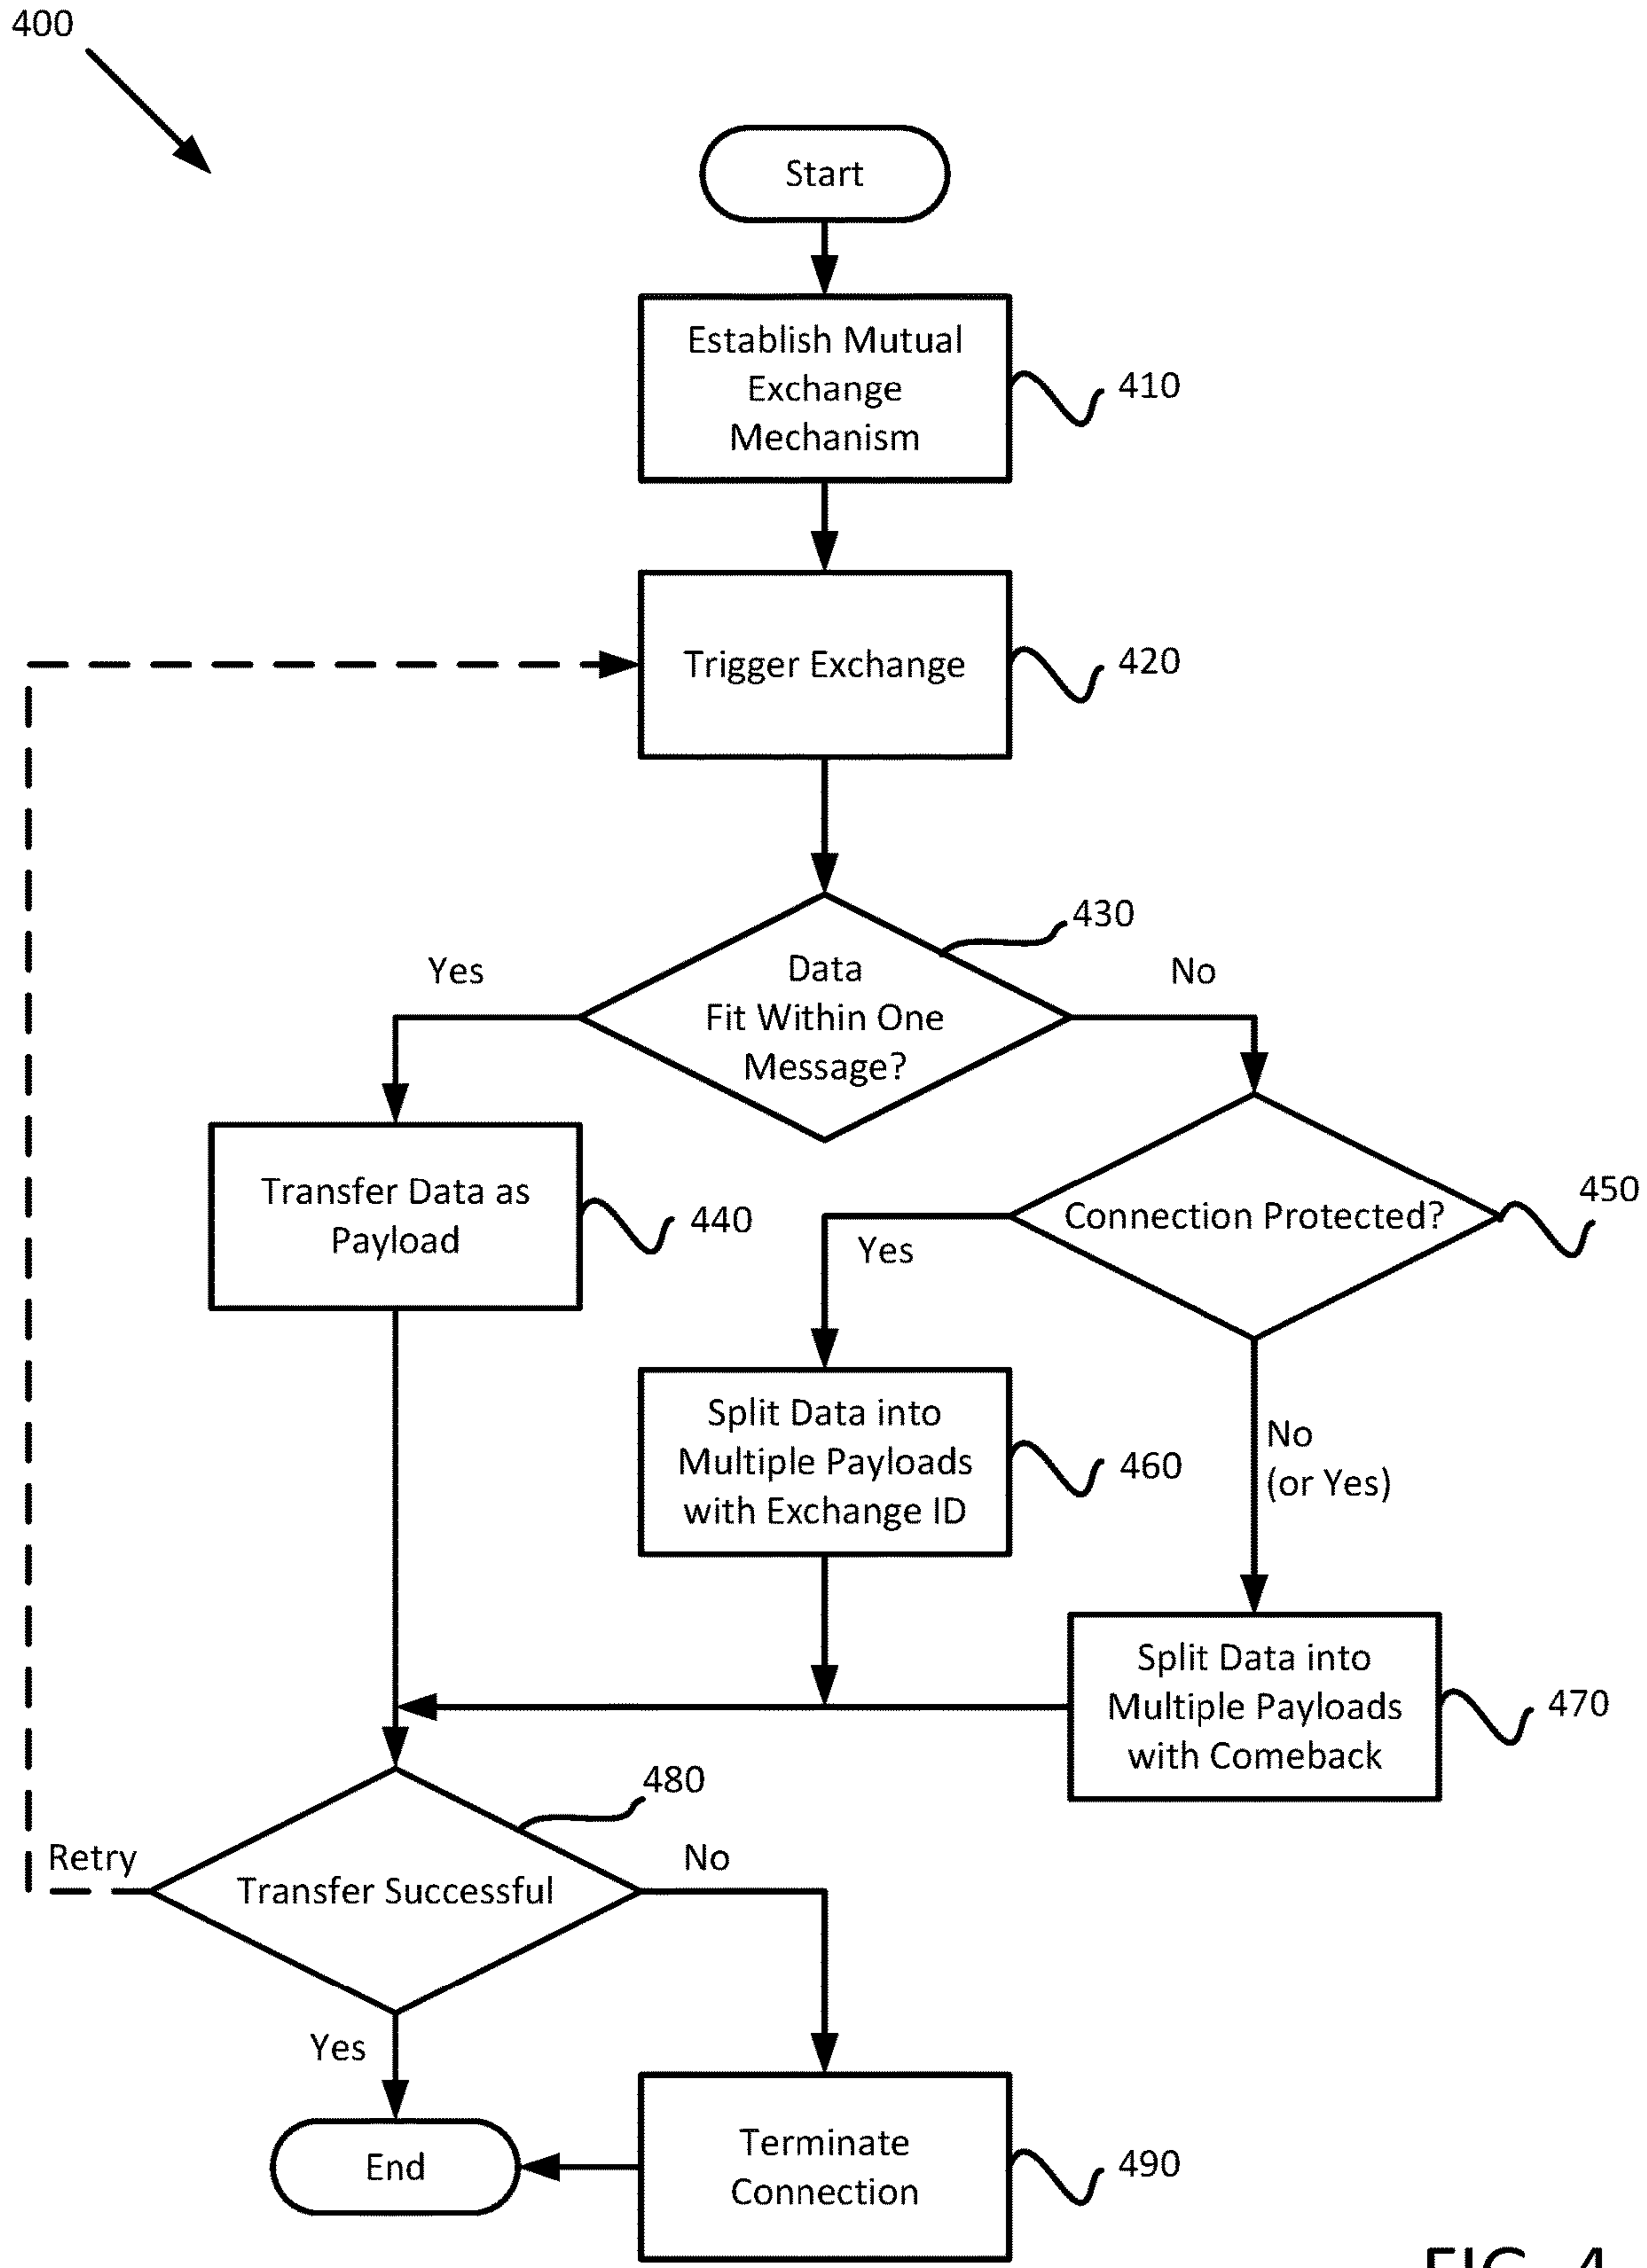 400
Start
Establish Mutual
Exchange
Mechanism
410
Trigger Exchange
420
430
Yes
Data
Fit Within One
Message?
No
Transfer Data as
Payload
440
Connection Protected?
450
Yes
Split Data into
Multiple Payloads
with Exchange ID
460
No
(or Yes)
Split Data into
Multiple Payloads
with Comeback
470
480
Retry
Transfer Successful
No
Yes
End
Terminate
Connection
490
FIG. 4